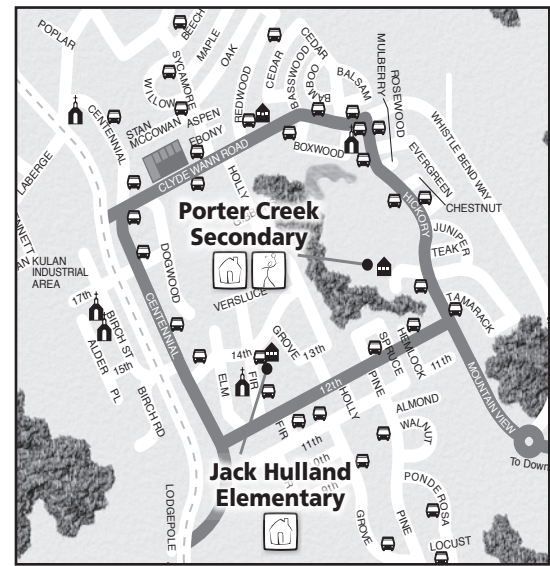 POPLAR
BEECH
MAPLE
OAK
SYCAMORE
WILLOW
CEDAR
CEDAR
REDWOOD
BASSWOOD
BAMBOO
BALSAM
MULBERRY
ROSEWOOD
CENTENNIAL
STAN
MCCOWAN
ASPEN
EBONY
BOXWOOD
WHISTLE BEND WAY
EVERGREEN
CLYDE WANN ROAD
LABERGE
HOLLY
CHESTNUT
HICKORY
Porter Creek
Secondary
JUNIPER
TEAK
KULAN
INDUSTRIAL
AREA
DOGWOOD
VERSLUCE
17th
TAMARACK
CENTENNIAL
BIRCH ST
ALDER
15th
PL
GROVE
13th
14th
FIR
ELM
SPRUCE
HEMLOCK
11th
MOUNTAIN VIEW
BIRCH RD
12th
PINE
HOLLY
ALMOND
WALNUT
FIR
11th
To Down
Jack Hulland
Elementary
PONDEROSA
LODGEPOLE
GROVE
PINE
LOCUST